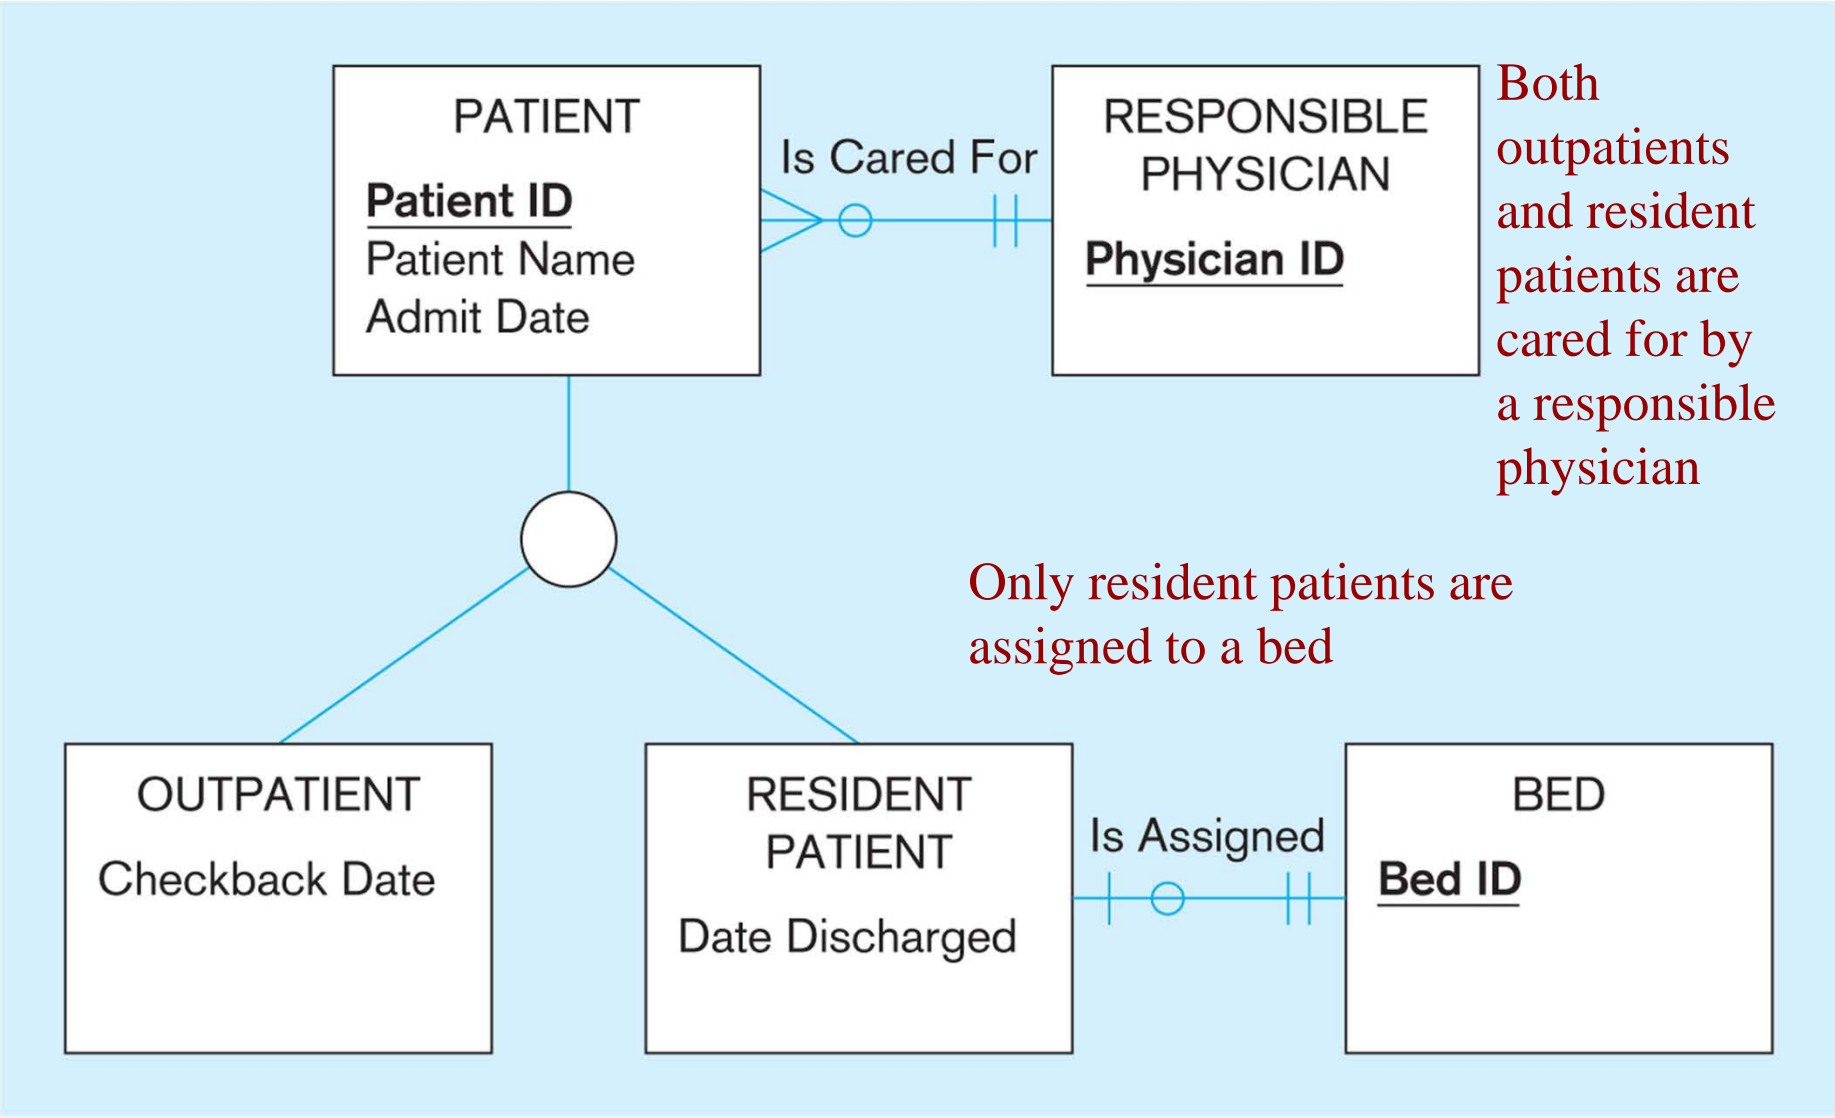 PATIENT
Patient ID
Patient Name
Admit Date
Is Cared For
RESPONSIBLE
PHYSICIAN
Physician ID
Both
outpatients
and resident
patients are
cared for by
a responsible
physician
Only resident patients are
assigned to a bed
OUTPATIENT
Checkback Date
RESIDENT
PATIENT
Date Discharged
Is Assigned
BED
Bed ID